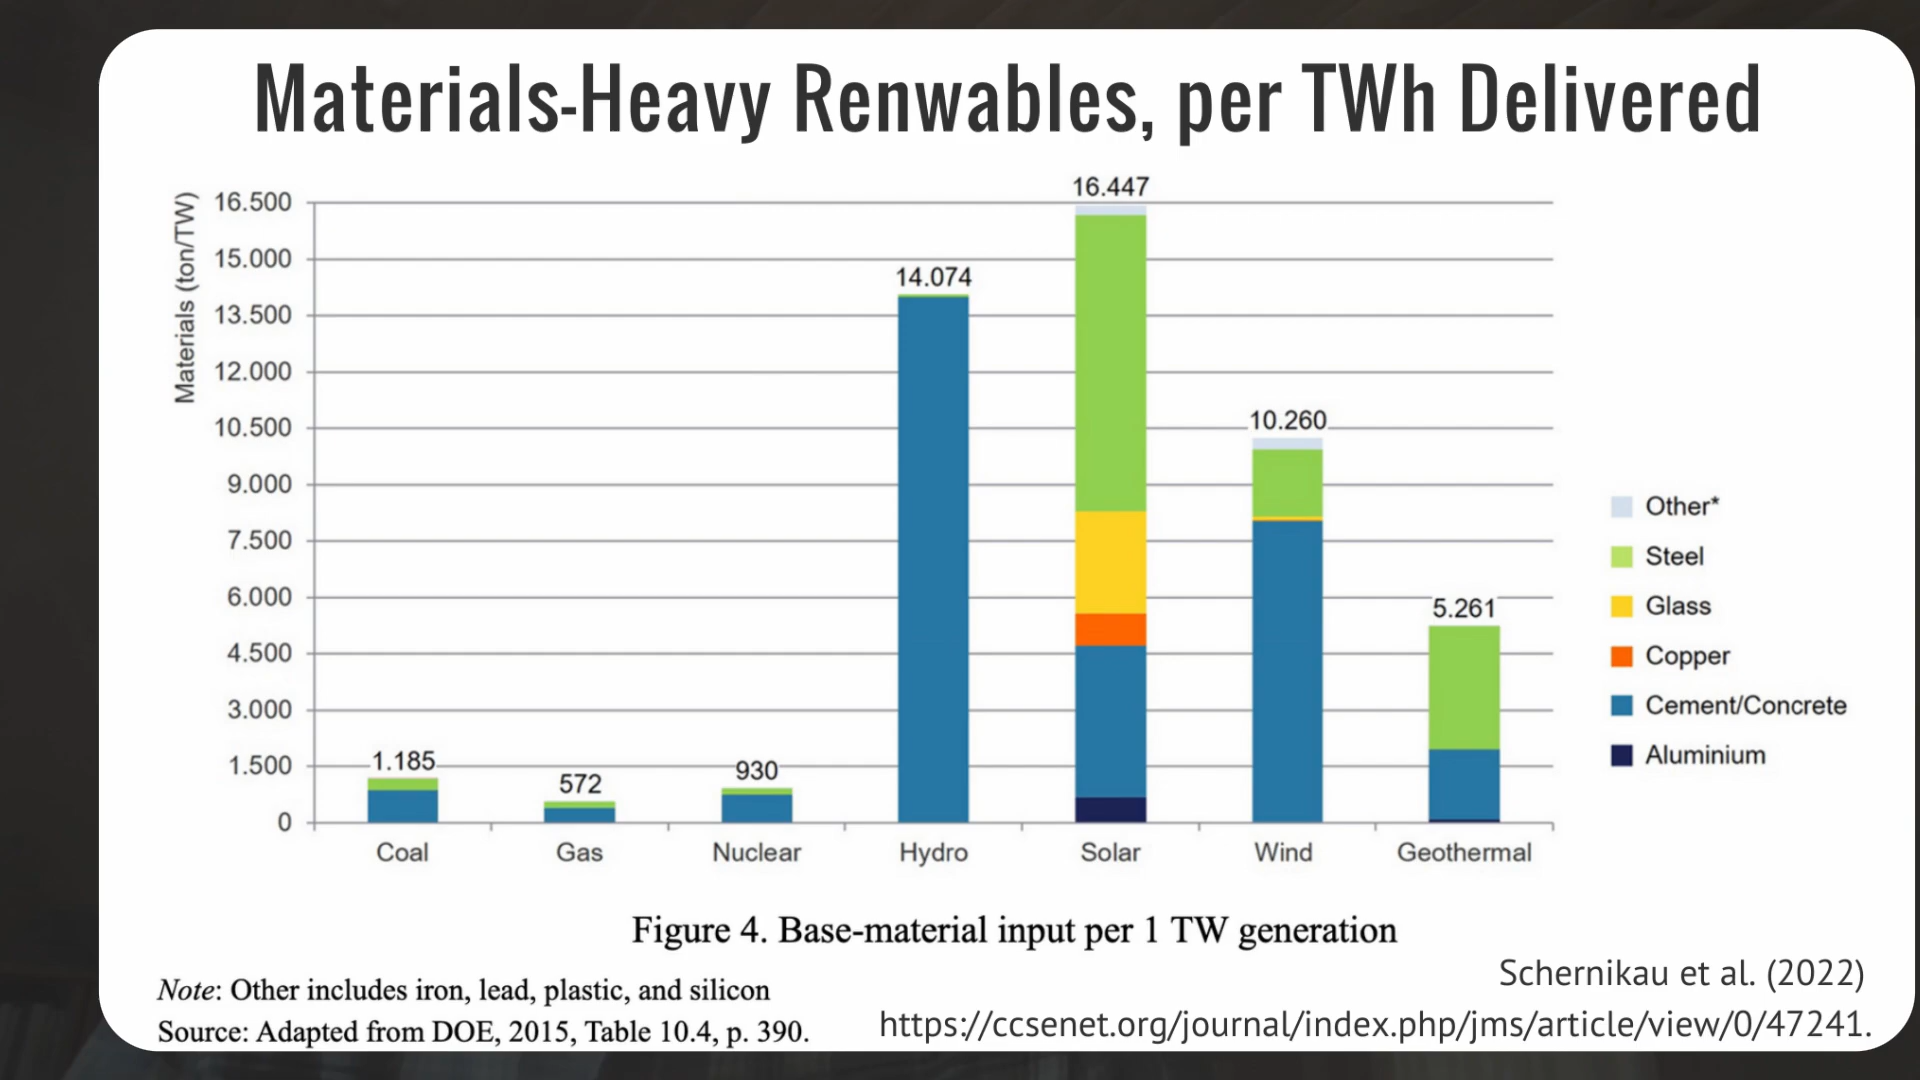 Materials-Heavy Renwables, per TWh Delivered
Materials (ton/TW)
16.500
15.000
13.500
12.000
10.500
9.000
7.500
6.000
4.500
3.000
1.500
0
1.185
572
930
14.074
16.447
10.260
5.261
Coal
Gas
Nuclear
Hydro
Solar
Wind
Geothermal
Other*
Steel
Glass
Copper
Cement/Concrete
Aluminium
Figure 4. Base-material input per 1 TW generation
Note: Other includes iron, lead, plastic, and silicon
Source: Adapted from DOE, 2015, Table 10.4, p. 390.
Schernikau et al. (2022)
https://ccsenet.org/journal/index.php/jms/article/view/0/47241.